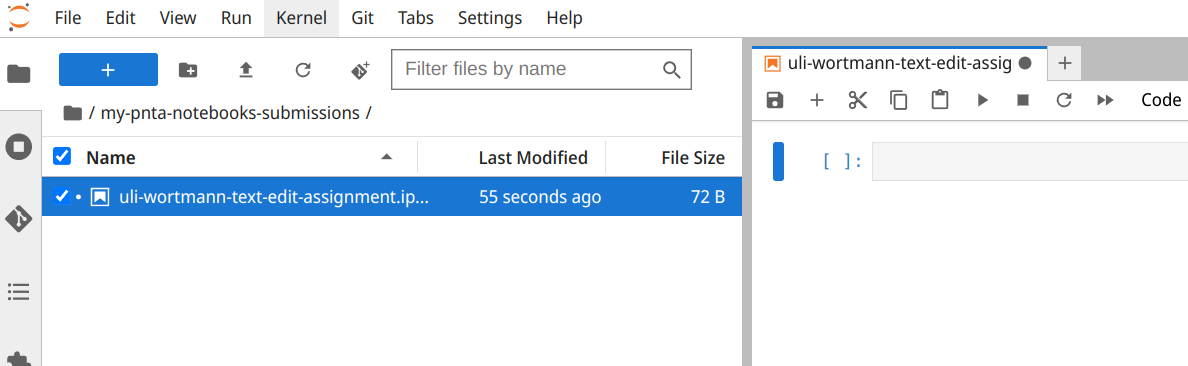 File Edit View Run Kernel Git Tabs Settings Help
+ Filter files by name
/ my-pnta-notebooks-submissions /
Name Last Modified File Size
uli-wortmann-text-edit-assignment.ip... 55 seconds ago 72 B
uli-wortmann-text-edit-assig +
+ Code
[ ]: